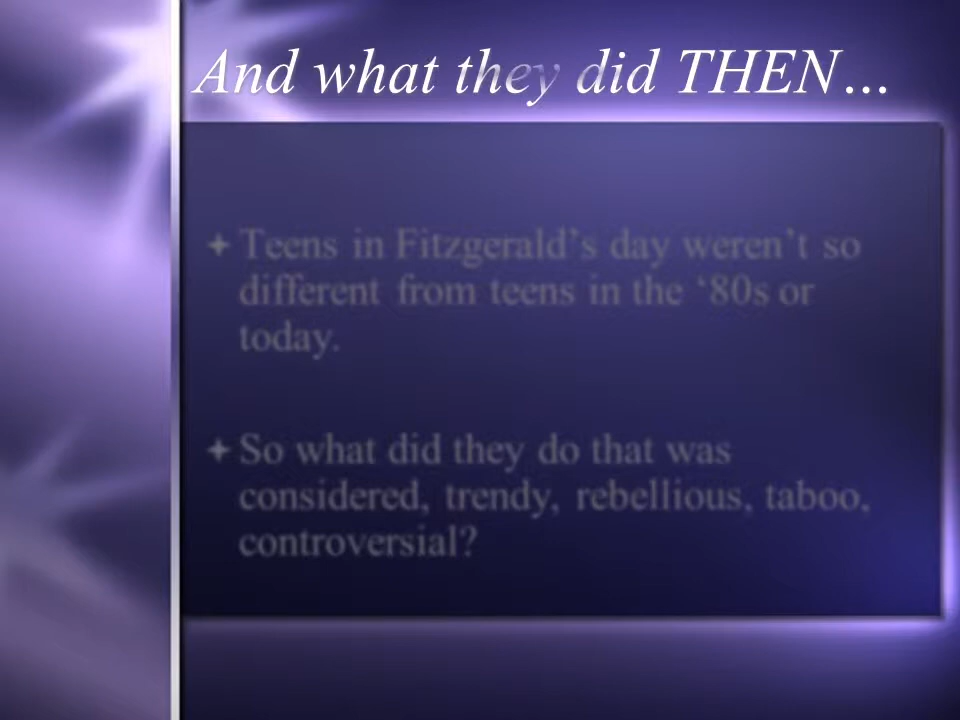 And what they did THEN…
Teens in Fitzgerald’s day weren’t so
different from teens in the ‘80s or
today.
So what did they do that was
considered, trendy, rebellious, taboo,
controversial?